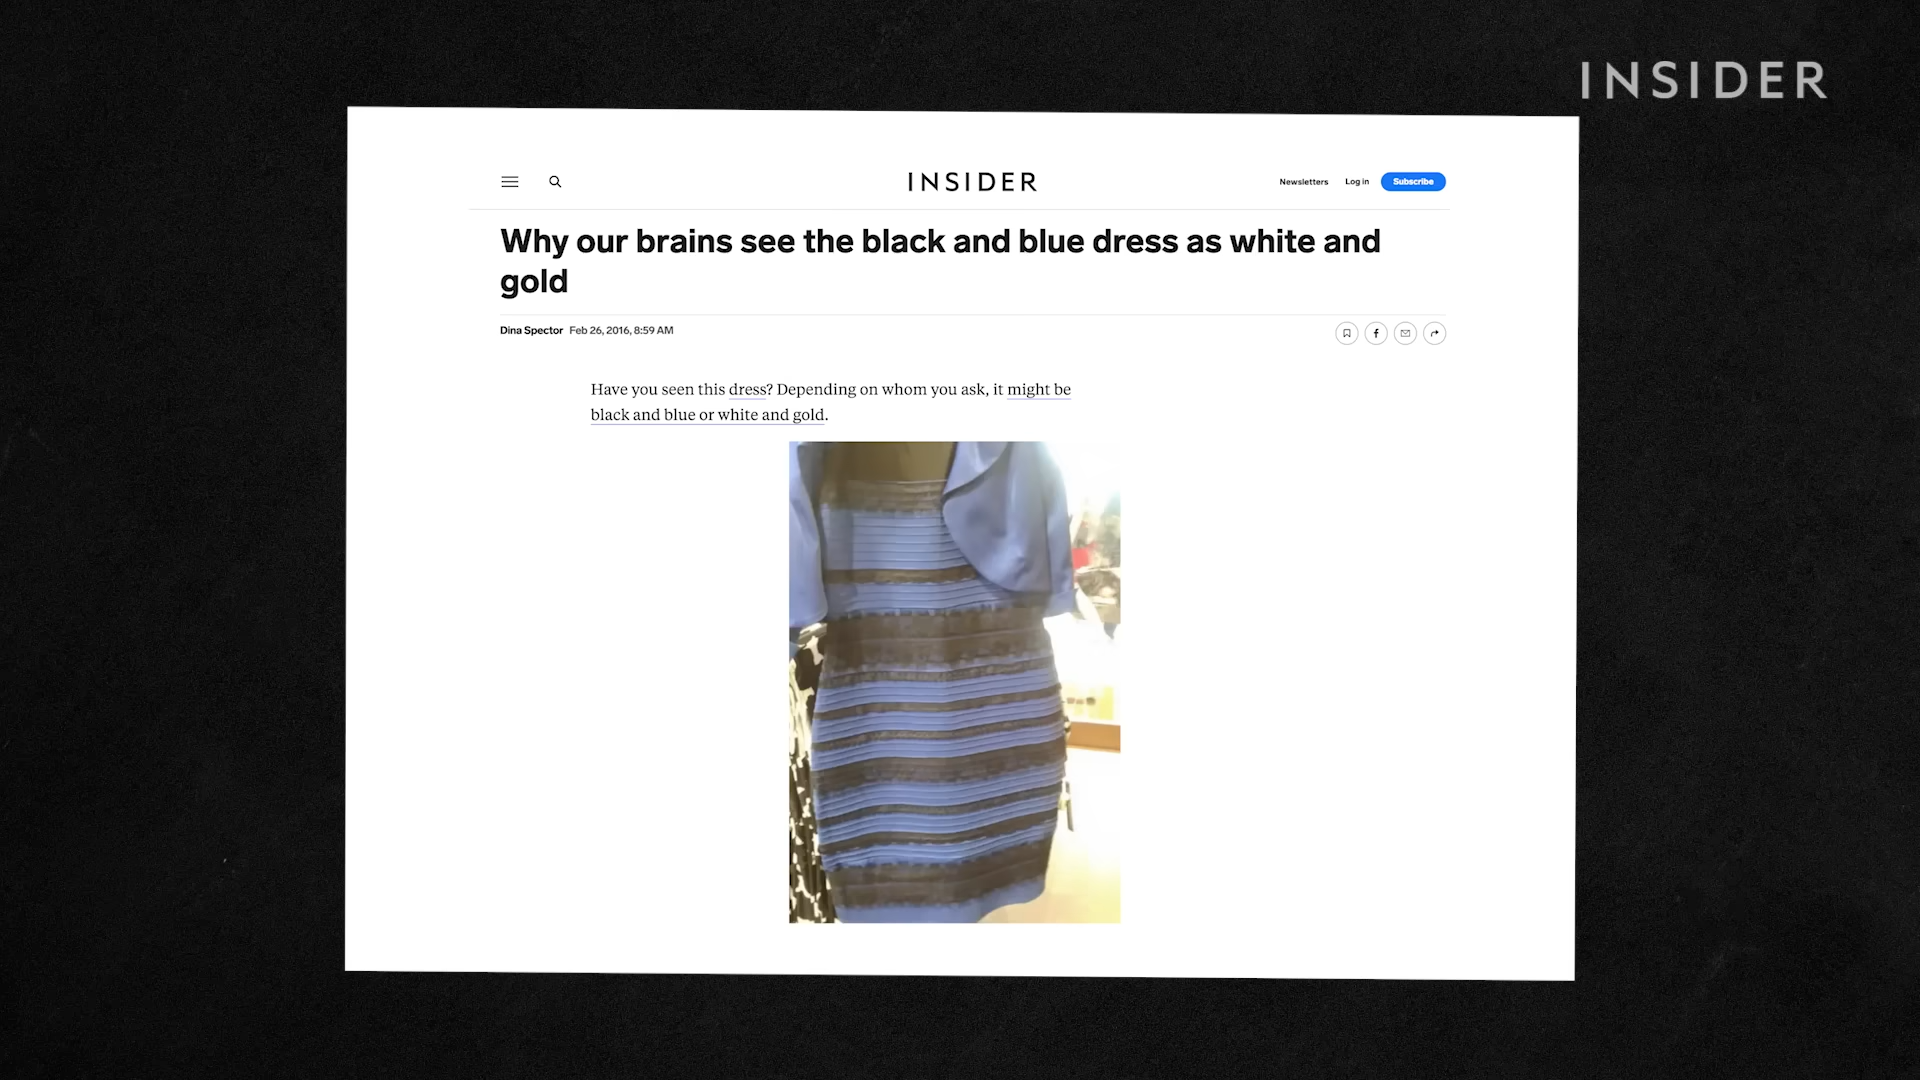 INSIDER
INSIDER
Newsletters Log in Subscribe
Why our brains see the black and blue dress as white and
gold
Dina Spector Feb 26, 2016, 8:59 AM
Have you seen this dress? Depending on whom you ask, it might be
black and blue or white and gold.